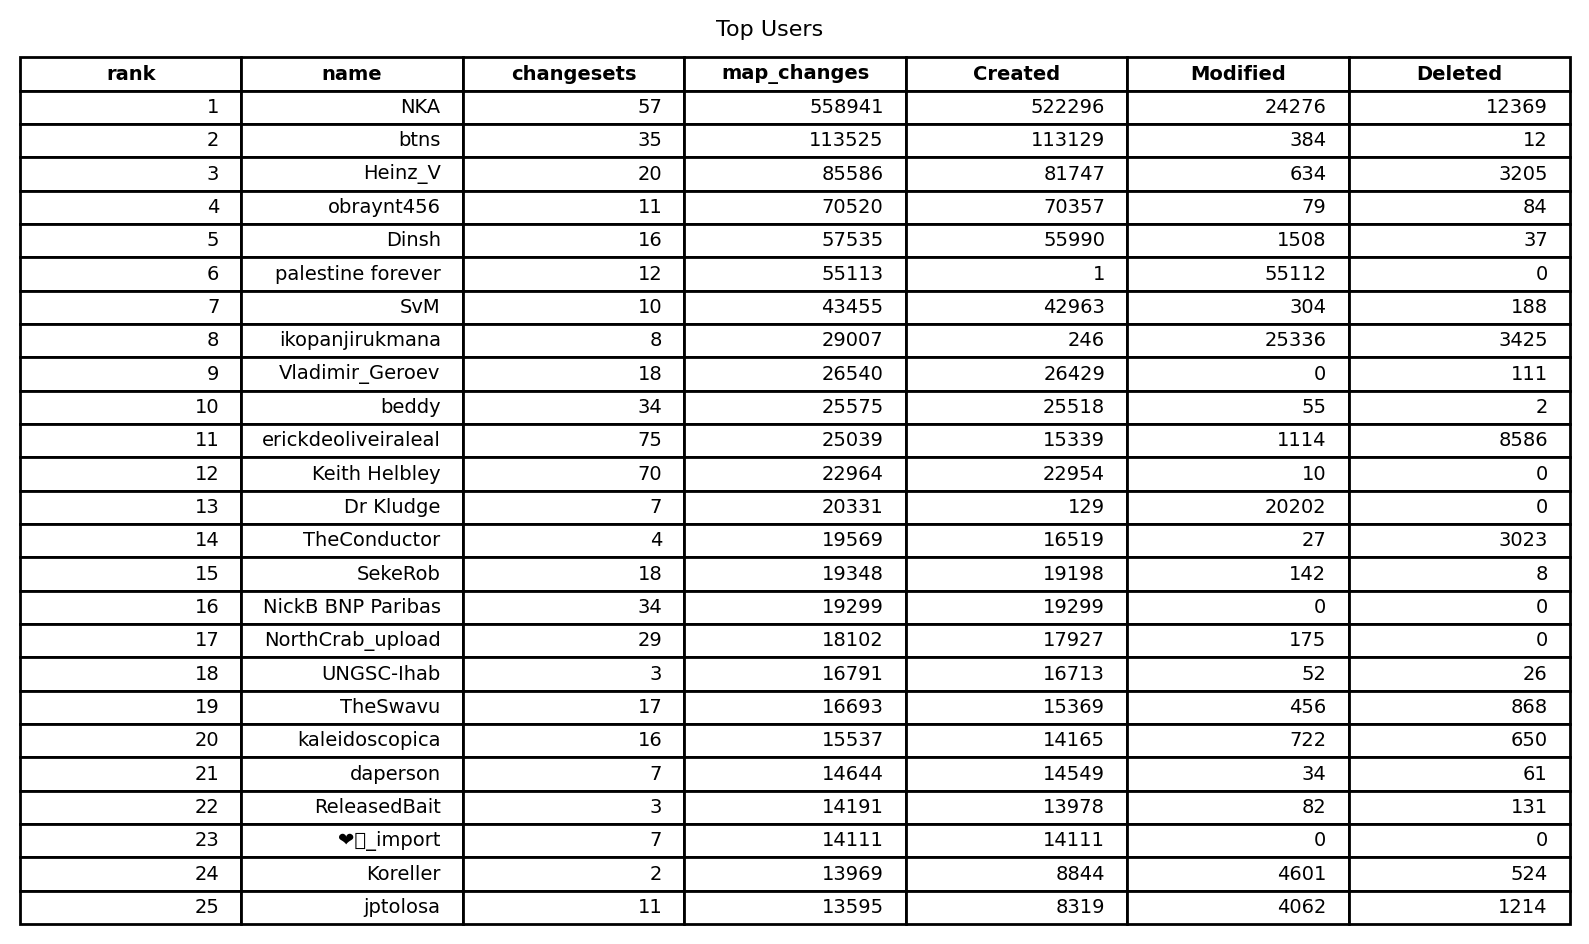 Top Users
rank name changesets map_changes Created Modified Deleted
1 NKA 57 558941 522296 24276 12369
2 btns 35 113525 113129 384 12
3 Heinz_V 20 85586 81747 634 3205
4 obraynt456 11 70520 70357 79 84
5 Dinsh 16 57535 55990 1508 37
6 palestine forever 12 55113 1 55112 0
7 SvM 10 43455 42963 304 188
8 ikopanjirukmana 8 29007 246 25336 3425
9 Vladimir_Geroev 18 26540 26429 0 111
10 beddy 34 25575 25518 55 2
11 erickdeoliveiraleal 75 25039 15339 1114 8586
12 Keith Helbley 70 22964 22954 10 0
13 Dr Kludge 7 20331 129 20202 0
14 TheConductor 4 19569 16519 27 3023
15 SekeRob 18 19348 19198 142 8
16 NickB BNP Paribas 34 19299 19299 0 0
17 NorthCrab_upload 29 18102 17927 175 0
18 UNGSC-Ihab 3 16791 16713 52 26
19 TheSwavu 17 16693 15369 456 868
20 kaleidoscopica 16 15537 14165 722 650
21 daperson 7 14644 14549 34 61
22 ReleasedBait 3 14191 13978 82 131
23 ❤_import 7 14111 14111 0 0
24 Koreller 2 13969 8844 4601 524
25 jptolosa 11 13595 8319 4062 1214